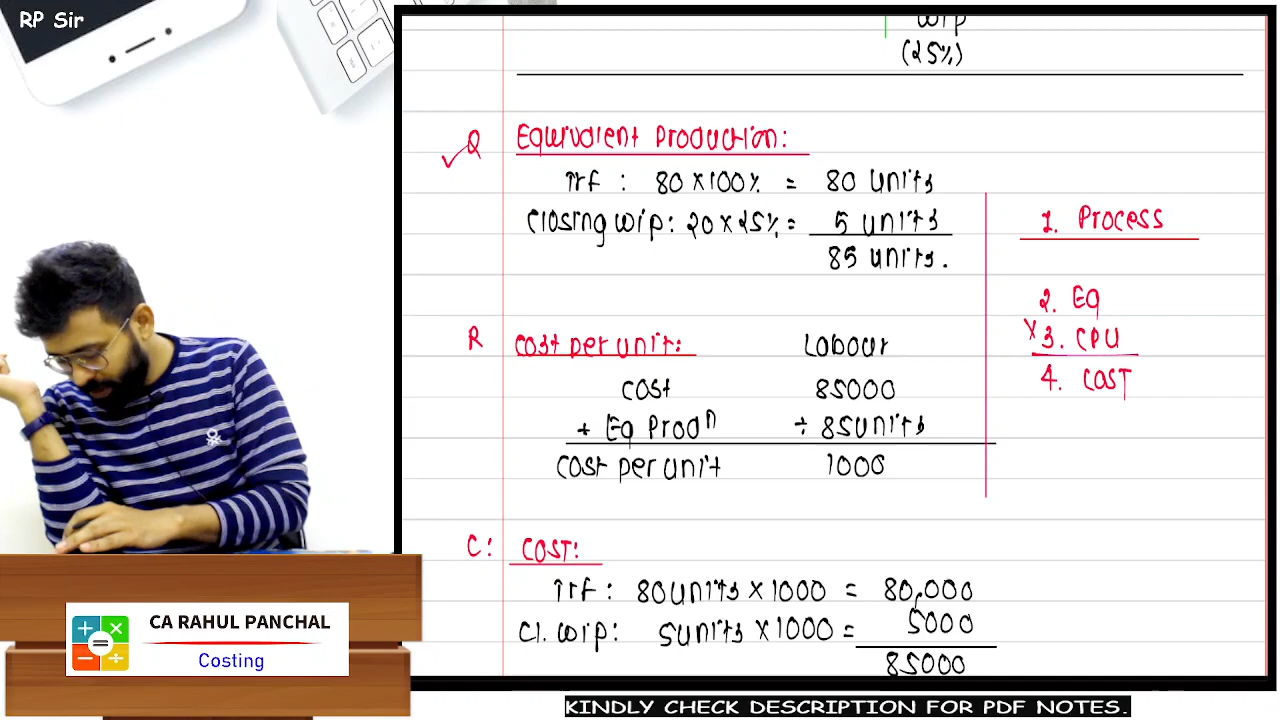 RP Sir
WIP
(25%)
Q Equivalent Production:
Trf : 80 x 100% = 80 Units
Closing WIP : 20 x 25% = 5 Units
85 Units.
1. Process
2. EQ
x 3. CPU
4. COST
R Cost per unit: Labour
Cost 85000
÷ Eq Prodn ÷ 85 Units
Cost per unit 1000
C: COST:
Trf : 80 Units x 1000 = 80,000
Cl. WIP : 5 Units x 1000 = 5000
85000
CA RAHUL PANCHAL
Costing
KINDLY CHECK DESCRIPTION FOR PDF NOTES.